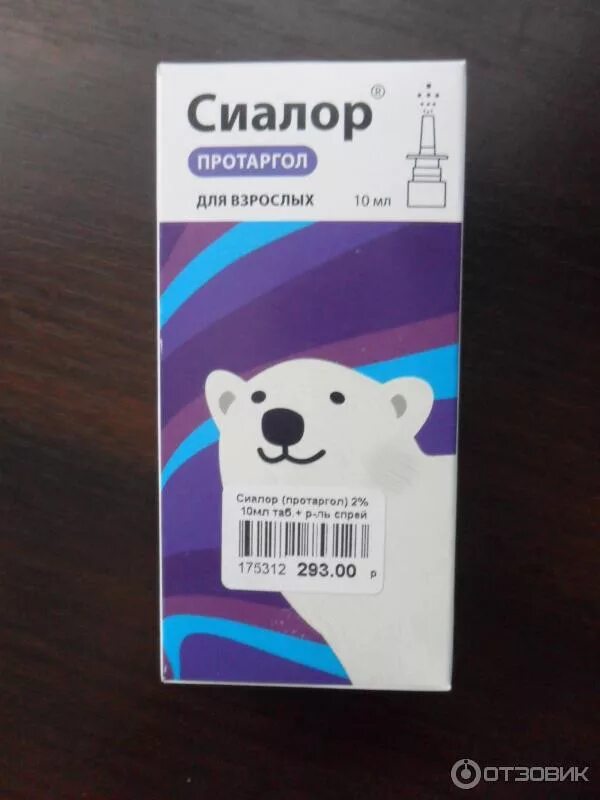 Сиалор®
ПРОТАРГОЛ
ДЛЯ ВЗРОСЛЫХ 10 мл
Сиалор (протаргол) 2%
10мл таб.+ р-ль спрей
175312 293.00 р
ОТЗОВИК